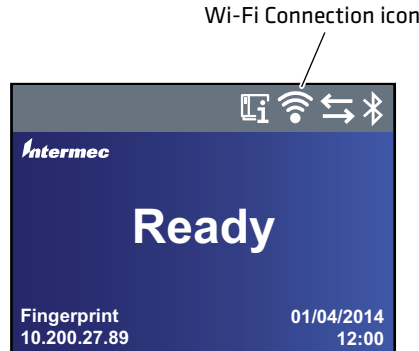 Wi-Fi Connection icon
Intermec
Ready
Fingerprint
10.200.27.89
01/04/2014
12:00